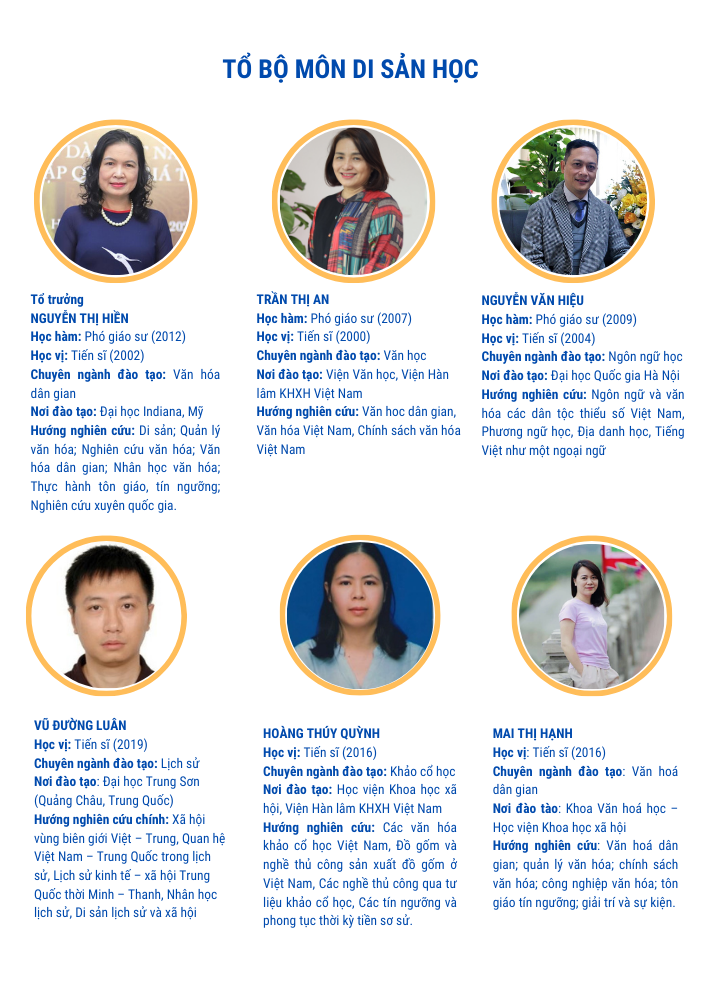 TỔ BỘ MÔN DI SẢN HỌC
Tổ trưởng
NGUYỄN THỊ HIỀN
Học hàm: Phó giáo sư (2012)
Học vị: Tiến sĩ (2002)
Chuyên ngành đào tạo: Văn hóa
dân gian
Nơi đào tạo: Đại học Indiana, Mỹ
Hướng nghiên cứu: Di sản; Quản lý
văn hóa; Nghiên cứu văn hóa; Văn
hóa dân gian; Nhân học văn hóa;
Thực hành tôn giáo, tín ngưỡng;
Nghiên cứu xuyên quốc gia.
TRẦN THỊ AN
Học hàm: Phó giáo sư (2007)
Học vị: Tiến sĩ (2000)
Chuyên ngành đào tạo: Văn học
Nơi đào tạo: Viện Văn học, Viện Hàn
lâm KHXH Việt Nam
Hướng nghiên cứu: Văn hoc dân gian,
Văn hóa Việt Nam, Chính sách văn hóa
Việt Nam
NGUYỄN VĂN HIỆU
Học hàm: Phó giáo sư (2009)
Học vị: Tiến sĩ (2004)
Chuyên ngành đào tạo: Ngôn ngữ học
Nơi đào tạo: Đại học Quốc gia Hà Nội
Hướng nghiên cứu: Ngôn ngữ và văn
hóa các dân tộc thiểu số Việt Nam,
Phương ngữ học, Địa danh học, Tiếng
Việt như một ngoại ngữ
VŨ ĐƯỜNG LUÂN
Học vị: Tiến sĩ (2019)
Chuyên ngành đào tạo: Lịch sử
Nơi đào tạo: Đại học Trung Sơn
(Quảng Châu, Trung Quốc)
Hướng nghiên cứu chính: Xã hội
vùng biên giới Việt – Trung, Quan hệ
Việt Nam – Trung Quốc trong lịch
sử, Lịch sử kinh tế – xã hội Trung
Quốc thời Minh – Thanh, Nhân học
lịch sử, Di sản lịch sử và xã hội
HOÀNG THÚY QUỲNH
Học vị: Tiến sĩ (2016)
Chuyên ngành đào tạo: Khảo cổ học
Nơi đào tạo: Học viện Khoa học xã
hội, Viện Hàn lâm KHXH Việt Nam
Hướng nghiên cứu: Các văn hóa
khảo cổ học Việt Nam, Đồ gốm và
nghề thủ công sản xuất đồ gốm ở
Việt Nam, Các nghề thủ công qua tư
liệu khảo cổ học, Các tín ngưỡng và
phong tục thời kỳ tiền sơ sử.
MAI THỊ HẠNH
Học vị: Tiến sĩ (2016)
Chuyên ngành đào tạo: Văn hoá
dân gian
Nơi đào tào: Khoa Văn hoá học –
Học viện Khoa học xã hội
Hướng nghiên cứu: Văn hoá dân
gian; quản lý văn hóa; chính sách
văn hóa; công nghiệp văn hóa; tôn
giáo tín ngưỡng; giải trí và sự kiện.